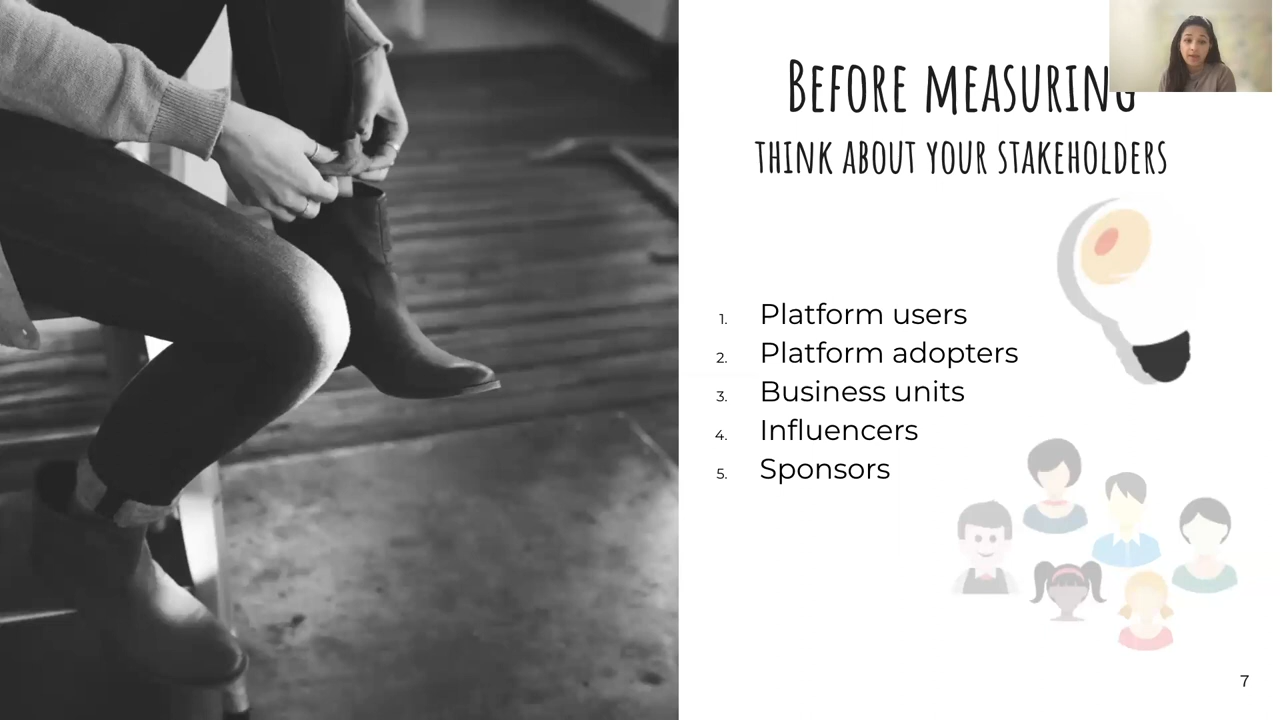 BEFORE MEASURING
THINK ABOUT YOUR STAKEHOLDERS
1. Platform users
2. Platform adopters
3. Business units
4. Influencers
5. Sponsors
7